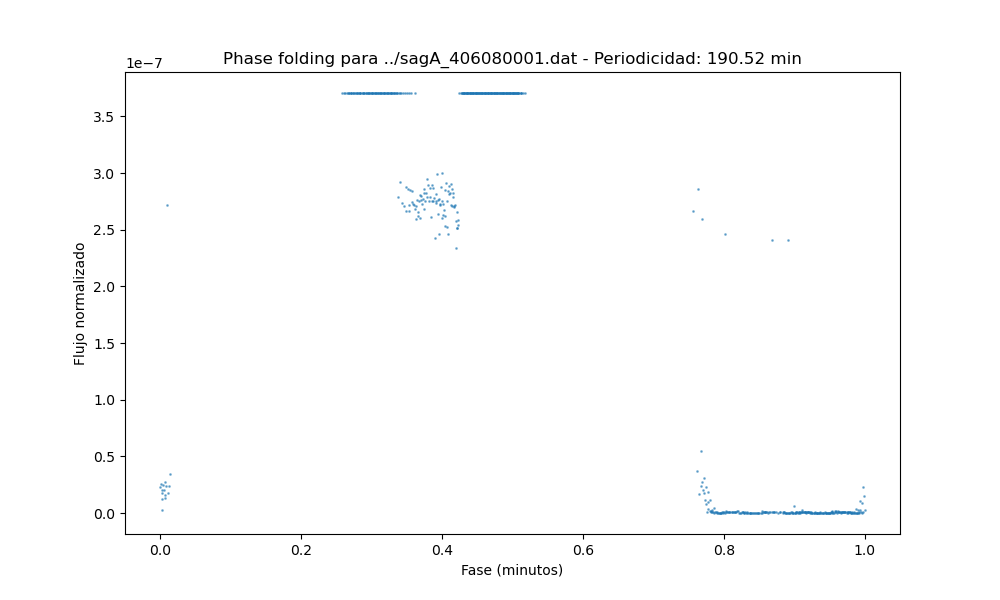 Phase folding para ../sagA_406080001.dat - Periodicidad: 190.52 min
1e−7
3.5
3.0
2.5
2.0
1.5
1.0
0.5
0.0
Flujo normalizado
0.0 0.2 0.4 0.6 0.8 1.0
Fase (minutos)